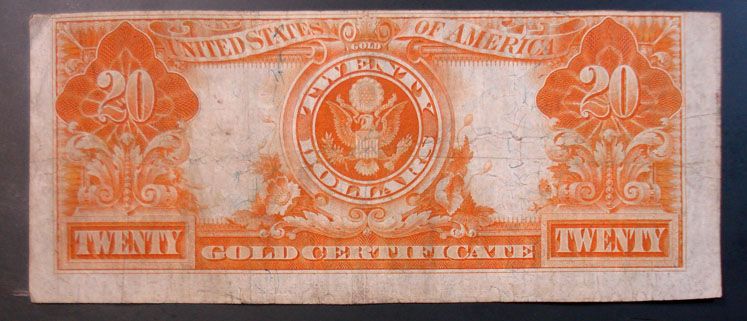 UNITED STATES OF AMERICA
GOLD
20
20
TWENTY
DOLLARS
TWENTY
GOLD CERTIFICATE
TWENTY